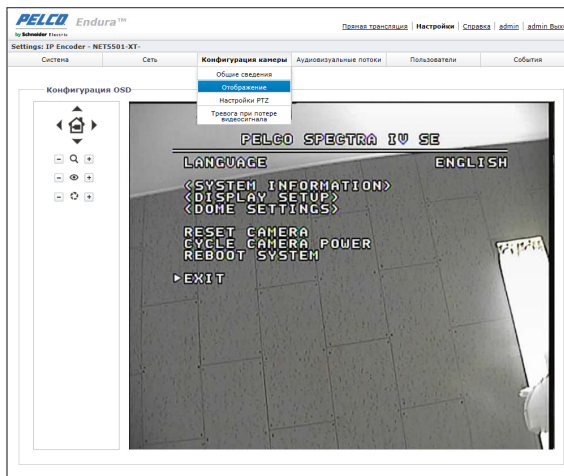 PELCO Endura™
by Schneider Electric
Прямая трансляция | Настройки | Справка | admin | admin Вых
Settings: IP Encoder - NET5501-XT-
Система Сеть Конфигурация камеры Аудиовизуальные потоки Пользователи События
Общие сведения
Отображение
Настройки PTZ
Тревога при потере
видеосигнала
Конфигурация OSD
PELCO SPECTRA IV SE
LANGUAGE ENGLISH
<SYSTEM INFORMATION>
<DISPLAY SETUP>
<DOME SETTINGS>
RESET CAMERA
CYCLE CAMERA POWER
REBOOT SYSTEM
EXIT